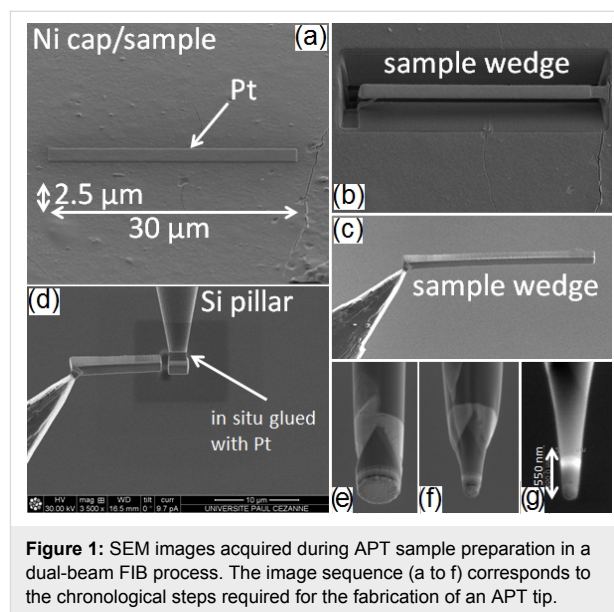 Ni cap/sample
(a)
Pt
2.5 µm
30 µm
sample wedge
(b)
(c)
sample wedge
(d)
Si pillar
in situ glued
with Pt
HV mag WD tilt curr
30.00 kV 3 500 x 16.5 mm 0 ° 9.7 pA
10 µm
UNIVERSITE PAUL CEZANNE
(e)
(f)
(g)
550 nm
Figure 1: SEM images acquired during APT sample preparation in a
dual-beam FIB process. The image sequence (a to f) corresponds to
the chronological steps required for the fabrication of an APT tip.